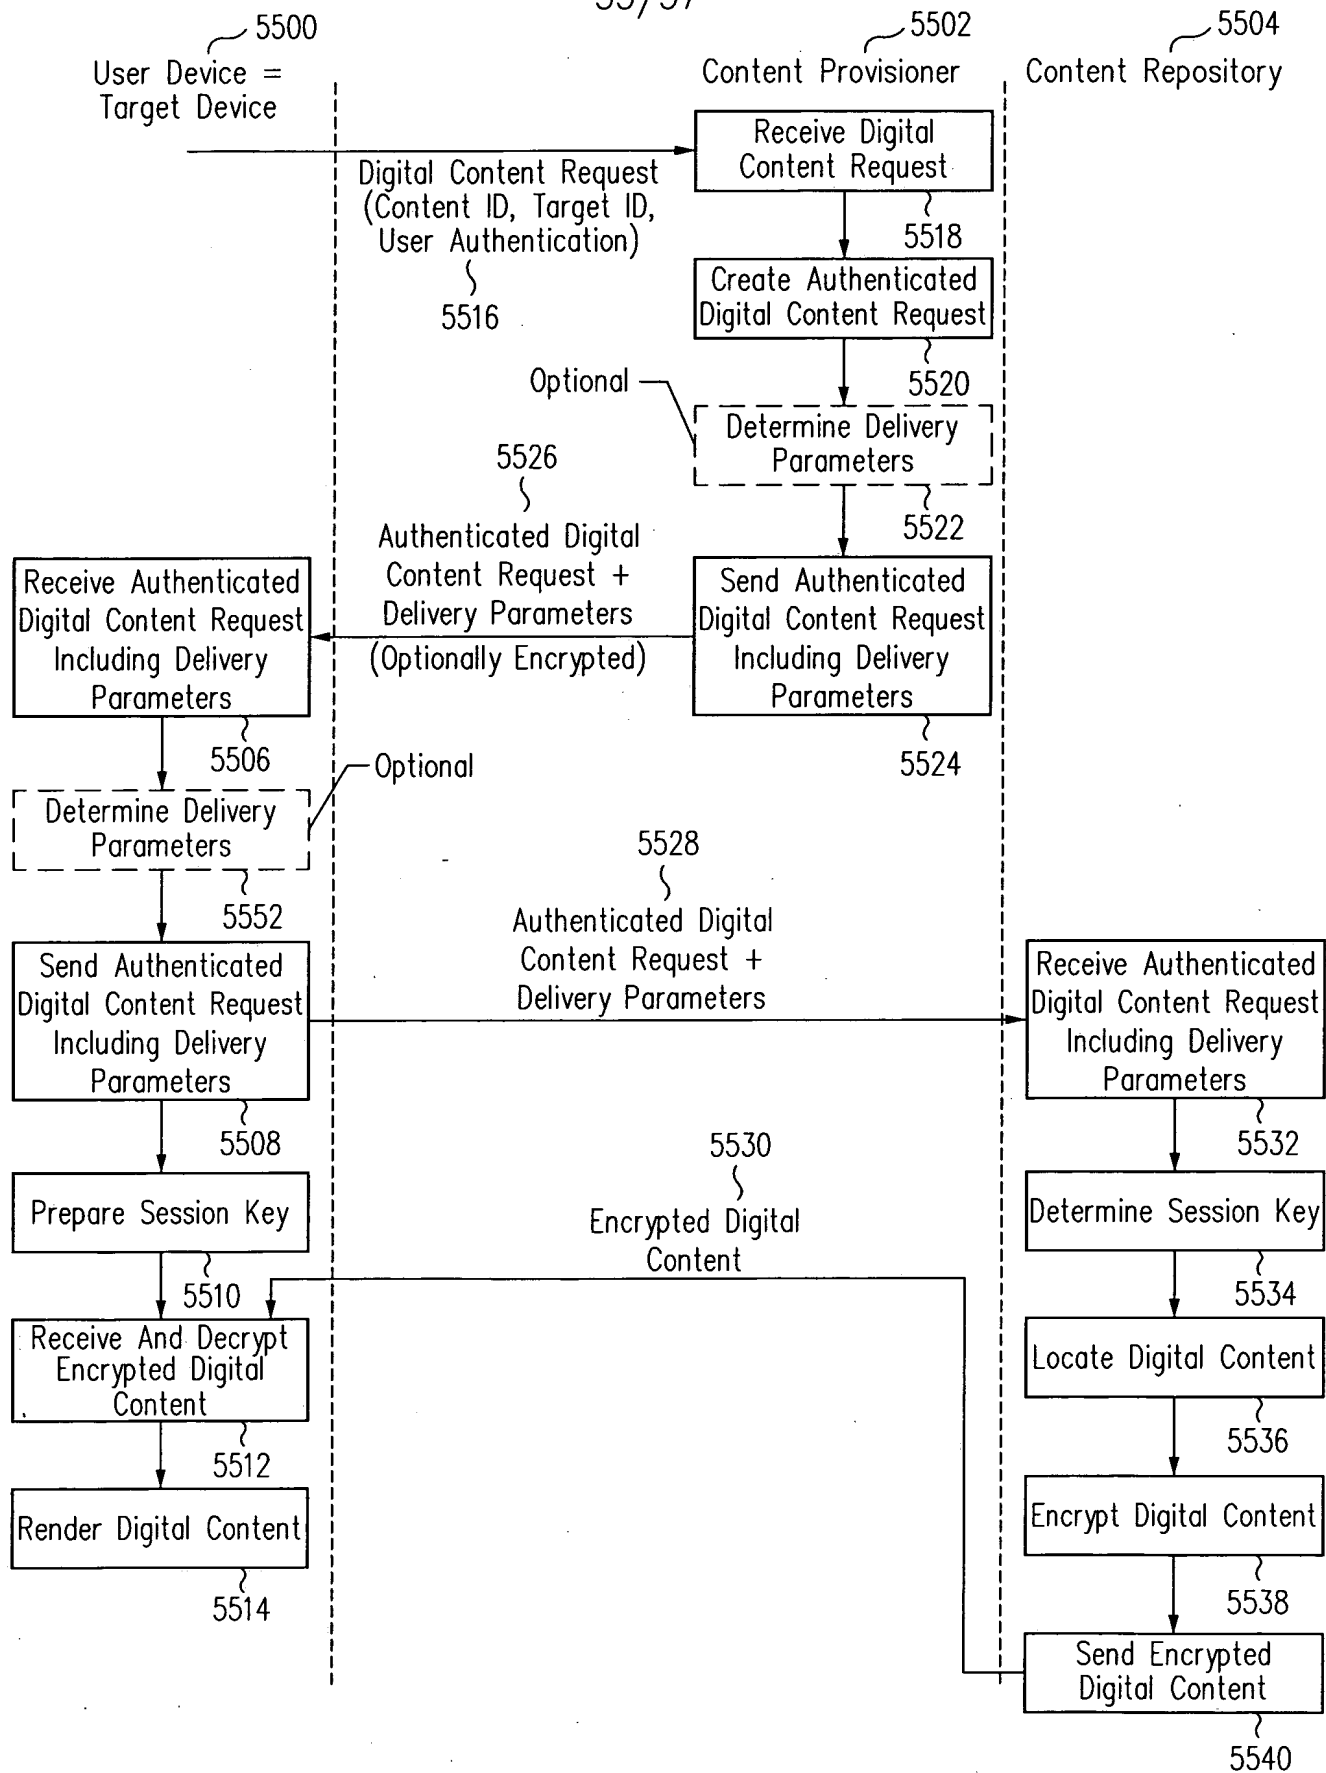 5500
User Device =
Target Device
5502
Content Provisioner
5504
Content Repository
Receive Digital
Content Request
5518
Digital Content Request
(Content ID, Target ID,
User Authentication)
5516
Create Authenticated
Digital Content Request
5520
Optional
Determine Delivery
Parameters
5522
5526
Authenticated Digital
Content Request +
Delivery Parameters
(Optionally Encrypted)
Send Authenticated
Digital Content Request
Including Delivery
Parameters
5524
Receive Authenticated
Digital Content Request
Including Delivery
Parameters
5506
Optional
Determine Delivery
Parameters
5552
5528
Authenticated Digital
Content Request +
Delivery Parameters
Send Authenticated
Digital Content Request
Including Delivery
Parameters
5508
Receive Authenticated
Digital Content Request
Including Delivery
Parameters
5532
Prepare Session Key
5510
5530
Encrypted Digital
Content
Determine Session Key
5534
Receive And Decrypt
Encrypted Digital
Content
5512
Locate Digital Content
5536
Render Digital Content
5514
Encrypt Digital Content
5538
Send Encrypted
Digital Content
5540